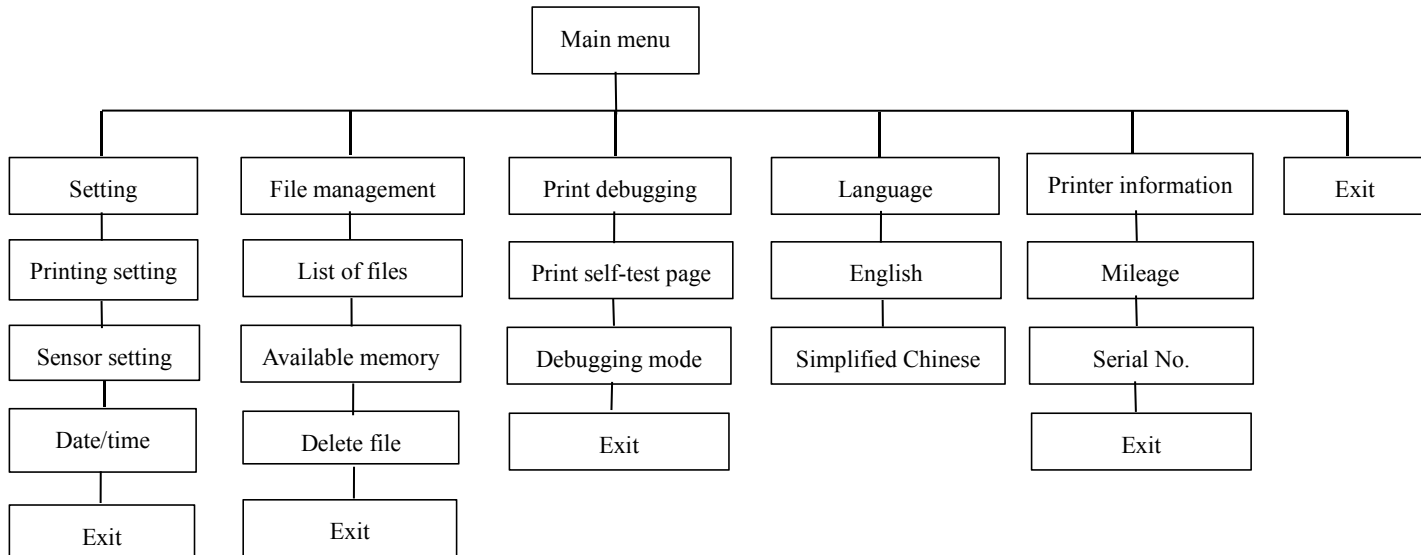 Main menu
Setting
File management
Print debugging
Language
Printer information
Exit
Printing setting
List of files
Print self-test page
English
Mileage
Sensor setting
Available memory
Debugging mode
Simplified Chinese
Serial No.
Date/time
Delete file
Exit
Exit
Exit
Exit